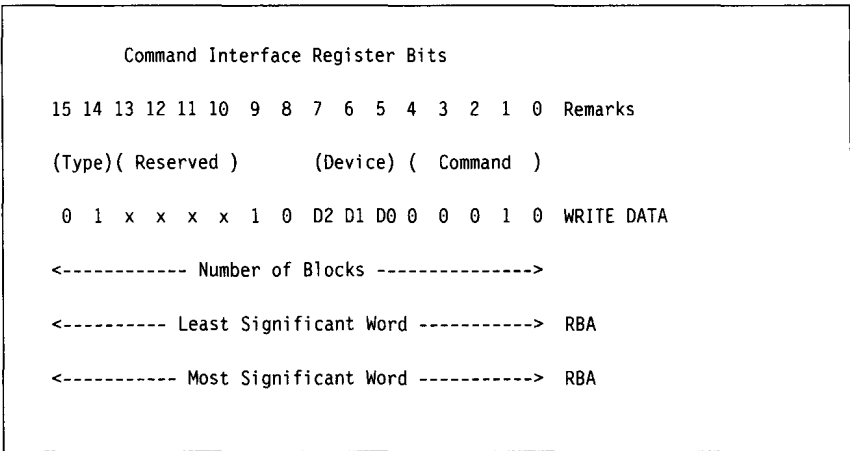 Command Interface Register Bits
15 14 13 12 11 10 9 8 7 6 5 4 3 2 1 0 Remarks
(Type)( Reserved ) (Device) ( Command )
0 1 x x x x 1 0 D2 D1 D0 0 0 0 1 0 WRITE DATA
<------------ Number of Blocks --------------->
<---------- Least Significant Word -----------> RBA
<----------- Most Significant Word -----------> RBA